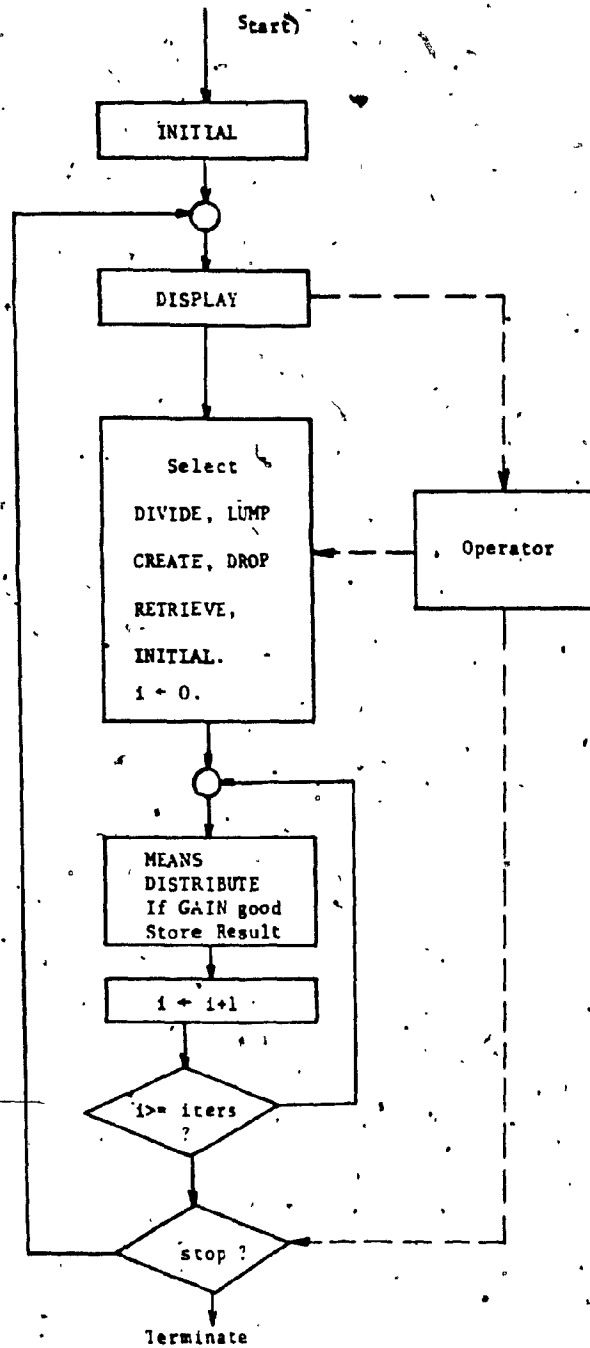 Start)
INITIAL
DISPLAY
Select
DIVIDE, LUMP
CREATE, DROP
RETRIEVE,
INITIAL.
i ← 0.
Operator
MEANS
DISTRIBUTE
If GAIN good
Store Result
i ← i+1
i>= iters
?
stop ?
Terminate